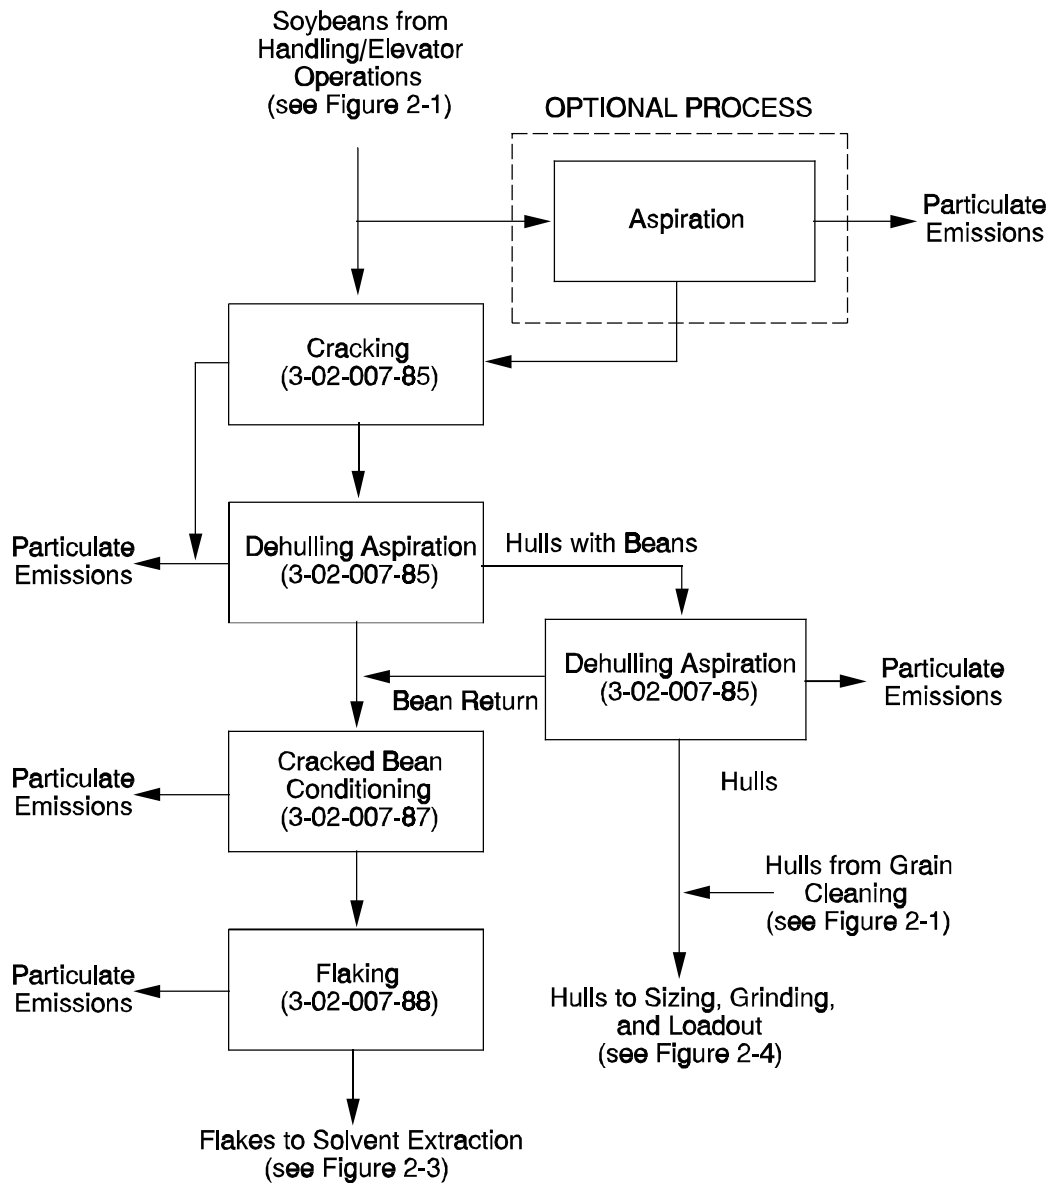 Soybeans from
Handling/Elevator
Operations
(see Figure 2-1)
OPTIONAL PROCESS
Aspiration
Particulate
Emissions
Cracking
(3-02-007-85)
Particulate
Emissions
Dehulling Aspiration
(3-02-007-85)
Hulls with Beans
Dehulling Aspiration
(3-02-007-85)
Particulate
Emissions
Bean Return
Cracked Bean
Conditioning
(3-02-007-87)
Particulate
Emissions
Hulls
Hulls from Grain
Cleaning
(see Figure 2-1)
Particulate
Emissions
Flaking
(3-02-007-88)
Hulls to Sizing, Grinding,
and Loadout
(see Figure 2-4)
Flakes to Solvent Extraction
(see Figure 2-3)